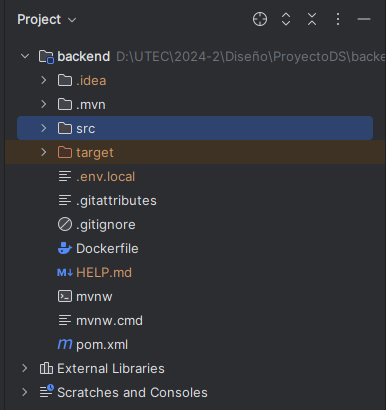 Project
backend D:\UTEC\2024-2\Diseño\ProyectoDS\backe
.idea
.mvn
src
target
.env.local
.gitattributes
.gitignore
Dockerfile
M↓ HELP.md
mvnw
mvnw.cmd
m pom.xml
External Libraries
Scratches and Consoles